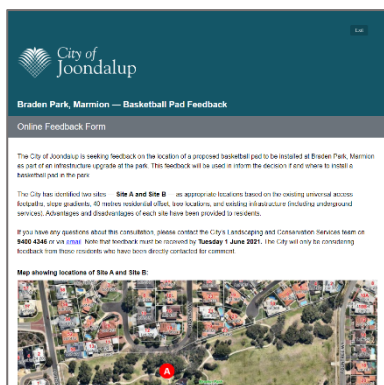 Exit
City of
Joondalup
Braden Park, Marmion — Basketball Pad Feedback
Online Feedback Form
The City of Joondalup is seeking feedback on the location of a proposed basketball pad to be installed at Braden Park, Marmion
as part of an infrastructure upgrade at the park. This feedback will be used to inform the decision if and where to install a
basketball pad in the park.
The City has identified two sites — Site A and Site B — as appropriate locations based on the existing universal access
footpaths, slope gradients, 40 metres residential offset, tree locations, and existing infrastructure (including underground
services). Advantages and disadvantages of each site have been provided to residents.
If you have any questions about this consultation, please contact the City's Landscaping and Conservation Services team on
9400 4346 or via email. Note that feedback must be received by Tuesday 1 June 2021. The City will only be considering
feedback from those residents who have been directly contacted for comment.
Map showing locations of Site A and Site B:
A